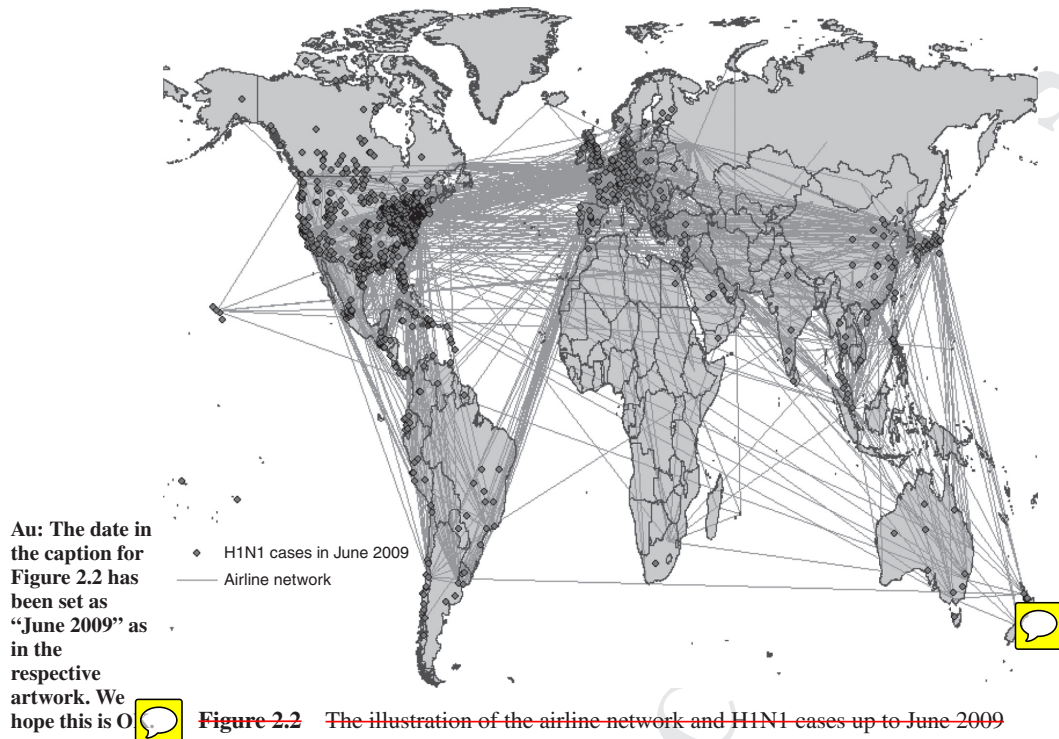 H1N1 cases in June 2009
Airline network
Au: The date in
the caption for
Figure 2.2 has
been set as
“June 2009” as
in the
respective
artwork. We
hope this is
Figure 2.2 The illustration of the airline network and H1N1 cases up to June 2009